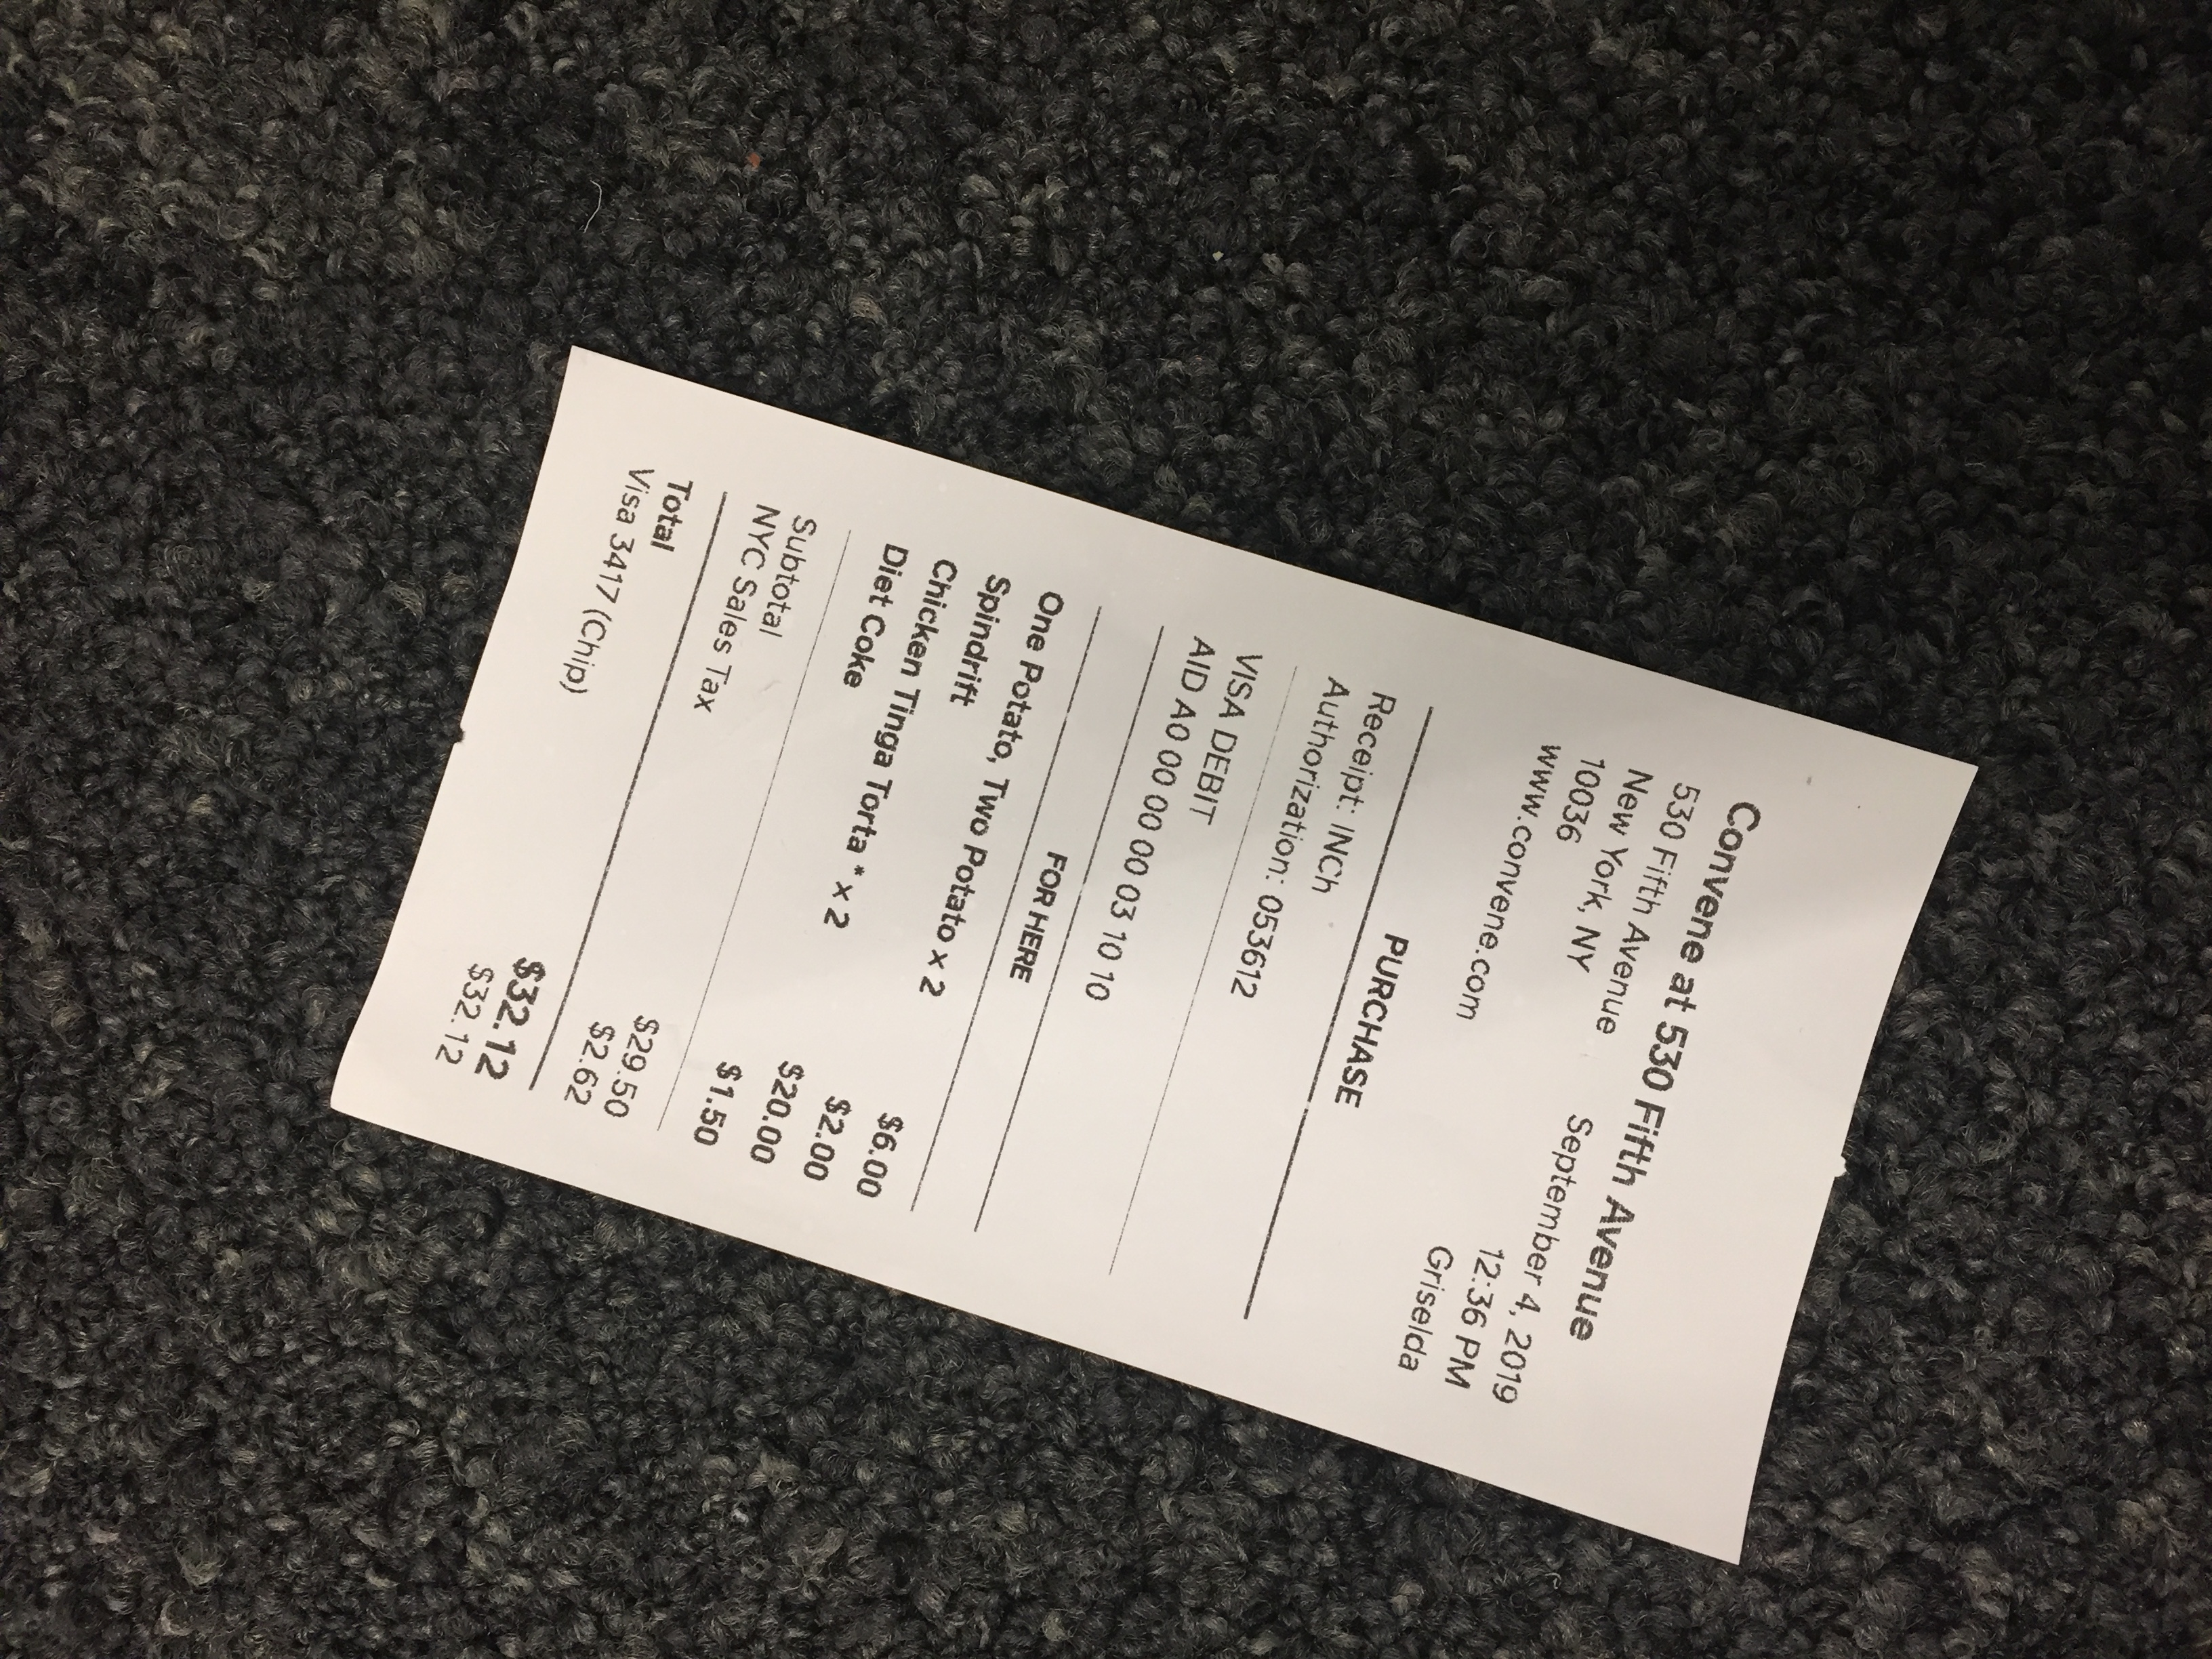 Convene at 530 Fifth Avenue
530 Fifth Avenue
New York, NY
10036
www.convene.com
September 4, 2019
12:36 PM
Griselda
PURCHASE
Receipt: INCh
Authorization: 053612
VISA DEBIT
AID A0 00 00 00 03 10 10
FOR HERE
One Potato, Two Potato x 2 $6.00
Spindrift $2.00
Chicken Tinga Torta * x 2 $20.00
Diet Coke $1.50
Subtotal $29.50
NYC Sales Tax $2.62
Total $32.12
Visa 3417 (Chip) $32.12